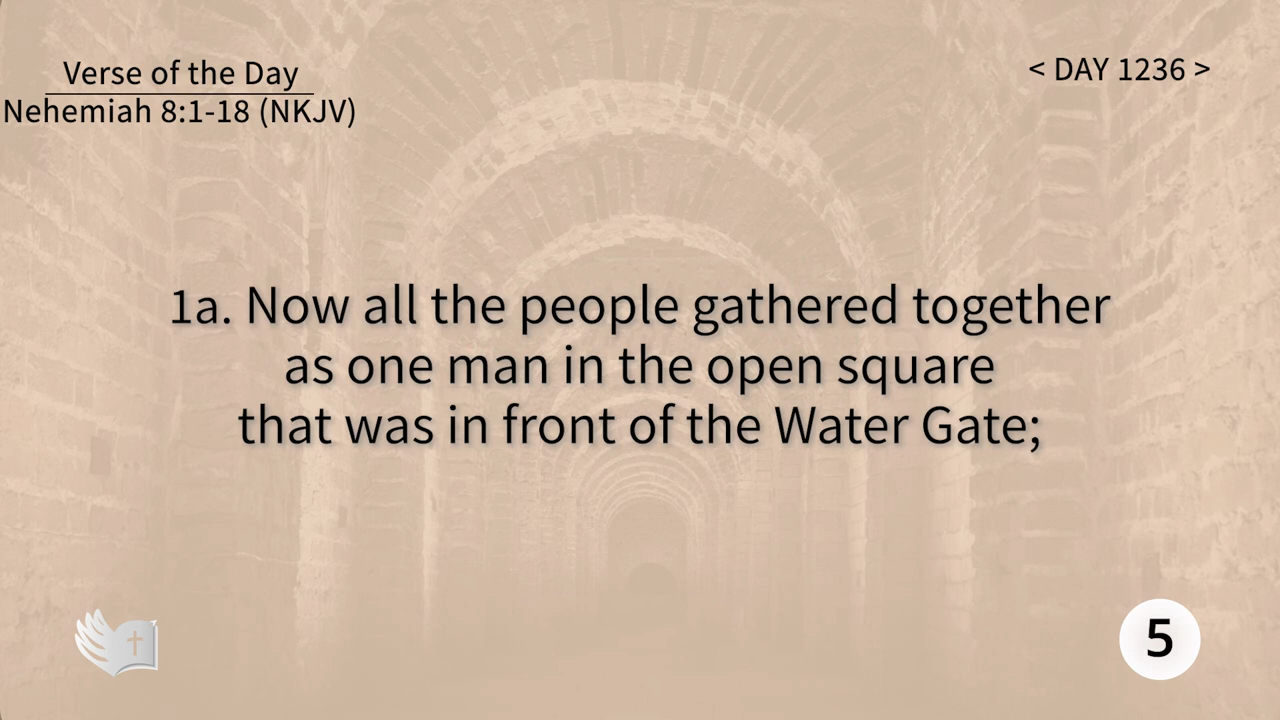 Verse of the Day
Nehemiah 8:1-18 (NKJV)
< DAY 1236 >
1a. Now all the people gathered together
as one man in the open square
that was in front of the Water Gate;
5